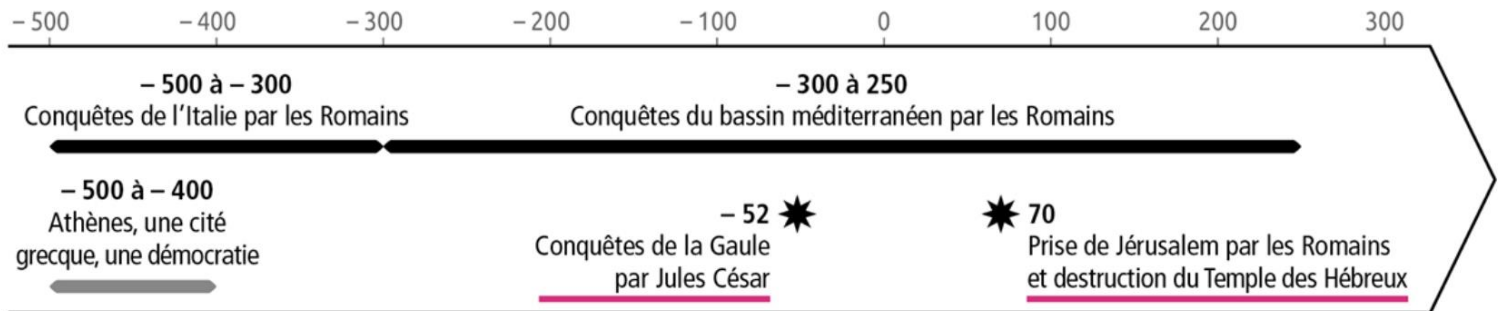 – 500 – 400 – 300 – 200 – 100 0 100 200 300
– 500 à – 300
Conquêtes de l’Italie par les Romains
– 300 à 250
Conquêtes du bassin méditerranéen par les Romains
– 500 à – 400
Athènes, une cité
grecque, une démocratie
– 52
Conquêtes de la Gaule
par Jules César
70
Prise de Jérusalem par les Romains
et destruction du Temple des Hébreux